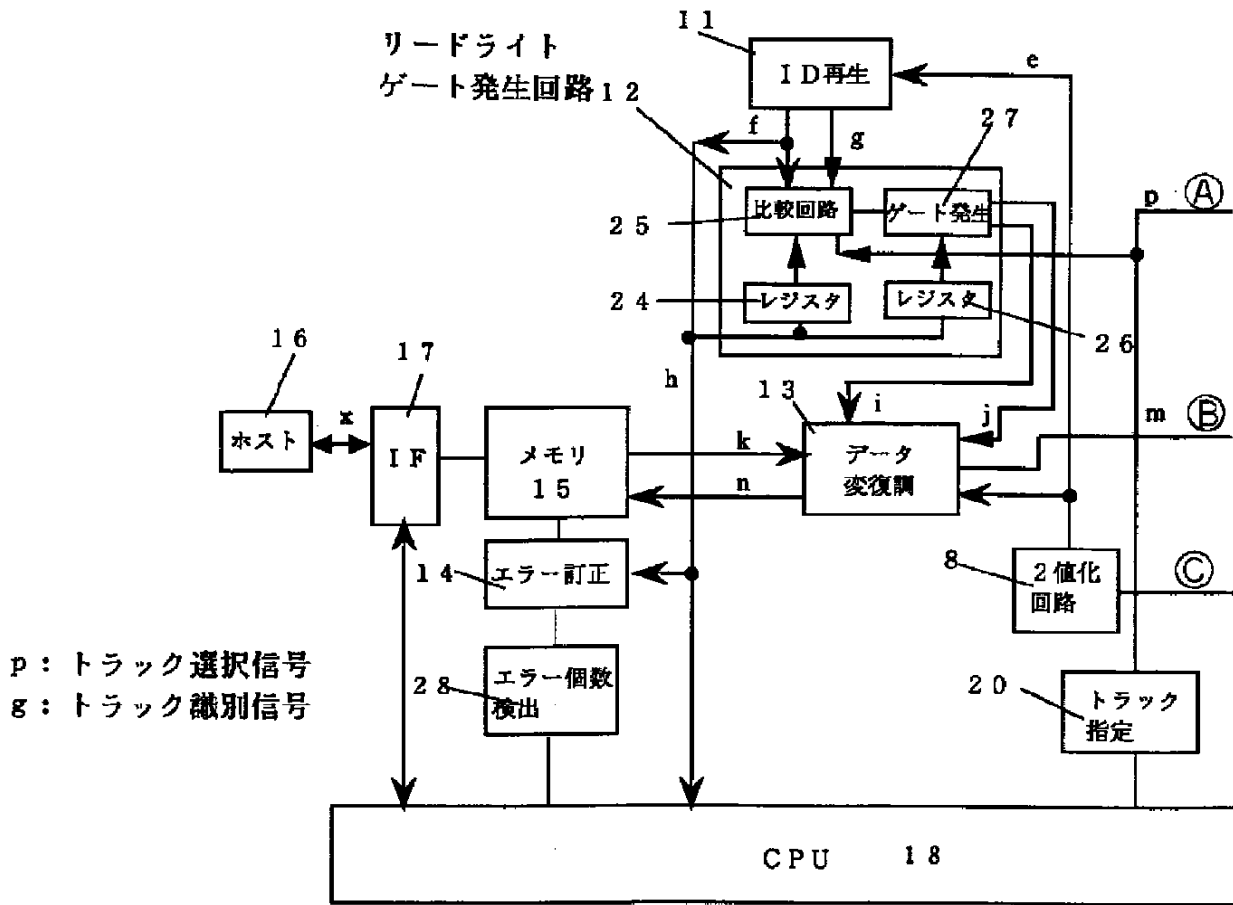 11
リードライト
ゲート発生回路12
ID再生
e
f
g
27
比較回路
ゲート発生
p Ⓐ
25
24
レジスタ
レジスタ
26
16
17
h
13
i
j
m Ⓑ
ホスト
x
IF
メモリ
15
k
n
データ
変復調
14
エラー訂正
8
2値化
回路
Ⓒ
p:トラック選択信号
g:トラック識別信号
28
エラー個数
検出
20
トラック
指定
CPU 18